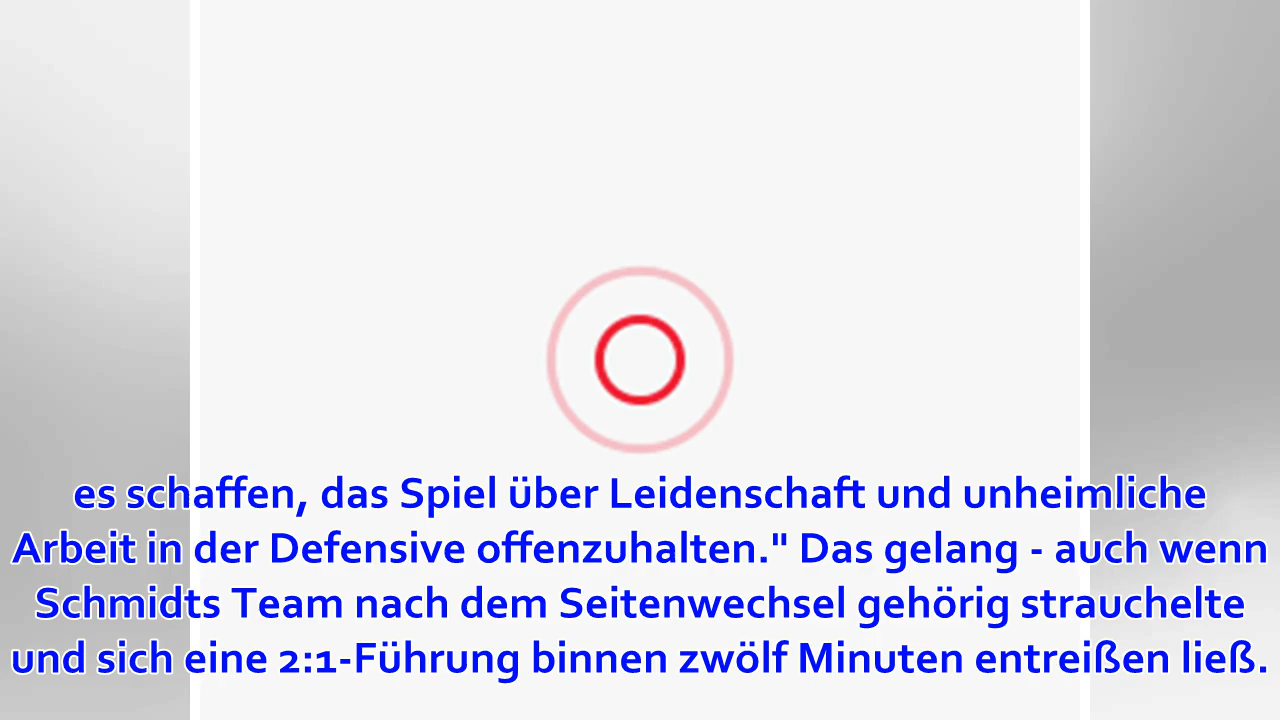 es schaffen, das Spiel über Leidenschaft und unheimliche
Arbeit in der Defensive offenzuhalten." Das gelang - auch wenn
Schmidts Team nach dem Seitenwechsel gehörig strauchelte
und sich eine 2:1-Führung binnen zwölf Minuten entreißen ließ.